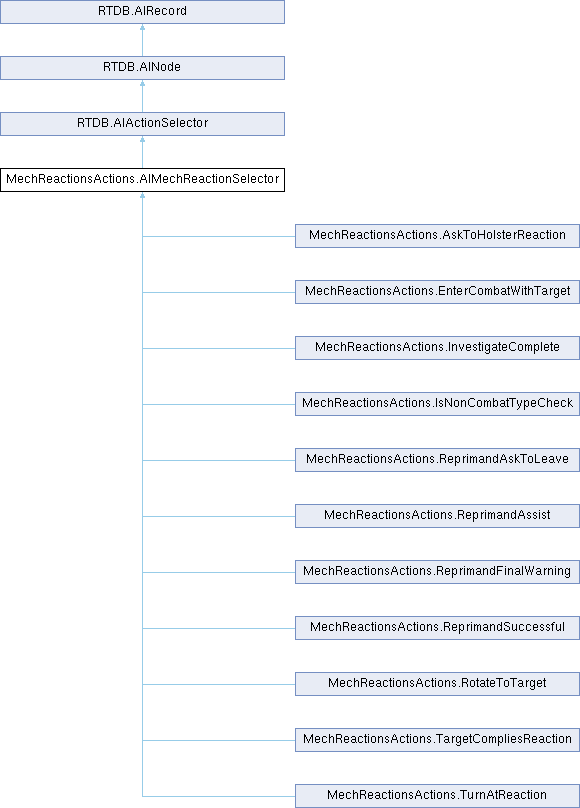 RTDB.AIRecord
RTDB.AINode
RTDB.AIActionSelector
MechReactionsActions.AIMechReactionSelector
MechReactionsActions.AskToHolsterReaction
MechReactionsActions.EnterCombatWithTarget
MechReactionsActions.InvestigateComplete
MechReactionsActions.IsNonCombatTypeCheck
MechReactionsActions.ReprimandAskToLeave
MechReactionsActions.ReprimandAssist
MechReactionsActions.ReprimandFinalWarning
MechReactionsActions.ReprimandSuccessful
MechReactionsActions.RotateToTarget
MechReactionsActions.TargetCompliesReaction
MechReactionsActions.TurnAtReaction